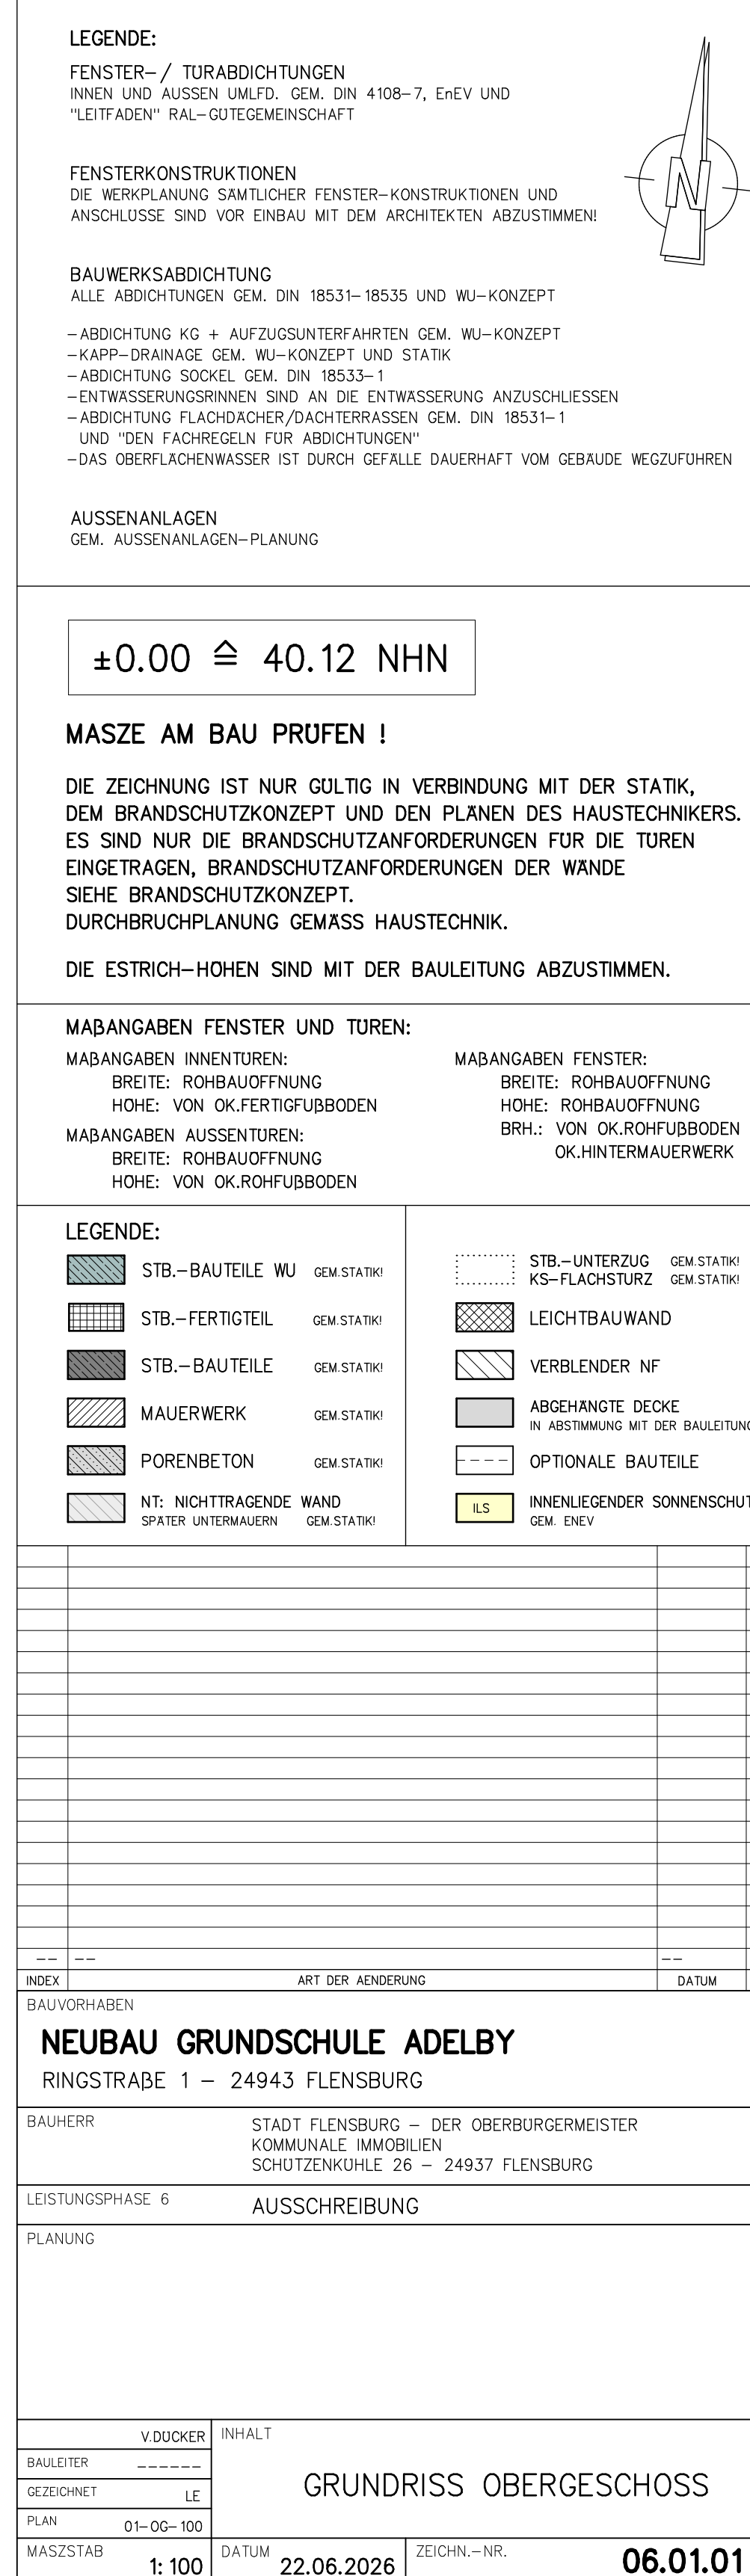 LEGENDE:
FENSTER-/ TÜRABDICHTUNGEN
INNEN UND AUSSEN UMLFD. GEM. DIN 4108-7, EnEV UND
"LEITFADEN" RAL-GÜTEGEMEINSCHAFT
FENSTERKONSTRUKTIONEN
DIE WERKPLANUNG SÄMTLICHER FENSTER-KONSTRUKTIONEN UND
ANSCHLÜSSE SIND VOR EINBAU MIT DEM ARCHITEKTEN ABZUSTIMMEN!
N
BAUWERKSABDICHTUNG
ALLE ABDICHTUNGEN GEM. DIN 18531-18535 UND WU-KONZEPT
-ABDICHTUNG KG + AUFZUGSUNTERFAHRTEN GEM. WU-KONZEPT
-KAPP-DRAINAGE GEM. WU-KONZEPT UND STATIK
-ABDICHTUNG SOCKEL GEM. DIN 18533-1
-ENTWÄSSERUNGSRINNEN SIND AN DIE ENTWÄSSERUNG ANZUSCHLIESSEN
-ABDICHTUNG FLACHDÄCHER/DACHTERRASSEN GEM. DIN 18531-1
UND "DEN FACHREGELN FÜR ABDICHTUNGEN"
-DAS OBERFLÄCHENWASSER IST DURCH GEFÄLLE DAUERHAFT VOM GEBÄUDE WEGZUFÜHREN
AUSSENANLAGEN
GEM. AUSSENANLAGEN-PLANUNG
±0.00 ≙ 40.12 NHN
MASZE AM BAU PRÜFEN !
DIE ZEICHNUNG IST NUR GÜLTIG IN VERBINDUNG MIT DER STATIK,
DEM BRANDSCHUTZKONZEPT UND DEN PLÄNEN DES HAUSTECHNIKERS.
ES SIND NUR DIE BRANDSCHUTZANFORDERUNGEN FÜR DIE TÜREN
EINGETRAGEN, BRANDSCHUTZANFORDERUNGEN DER WÄNDE
SIEHE BRANDSCHUTZKONZEPT.
DURCHBRUCHPLANUNG GEMÄSS HAUSTECHNIK.
DIE ESTRICH-HÖHEN SIND MIT DER BAULEITUNG ABZUSTIMMEN.
MAßANGABEN FENSTER UND TÜREN:
MAßANGABEN INNENTÜREN:
BREITE: ROHBAUÖFFNUNG
HÖHE: VON OK.FERTIGFUßBODEN
MAßANGABEN AUSSENTÜREN:
BREITE: ROHBAUÖFFNUNG
HÖHE: VON OK.ROHFUßBODEN
MAßANGABEN FENSTER:
BREITE: ROHBAUÖFFNUNG
HÖHE: ROHBAUÖFFNUNG
BRH.: VON OK.ROHFUßBODEN
OK.HINTERMAUERWERK
LEGENDE:
STB.-BAUTEILE WU GEM.STATIK!
STB.-FERTIGTEIL GEM.STATIK!
STB.-BAUTEILE GEM.STATIK!
MAUERWERK GEM.STATIK!
PORENBETON GEM.STATIK!
NT: NICHTTRAGENDE WAND
SPÄTER UNTERMAUERN GEM.STATIK!
STB.-UNTERZUG GEM.STATIK!
KS-FLACHSTURZ GEM.STATIK!
LEICHTBAUWAND
VERBLENDER NF
ABGEHÄNGTE DECKE
IN ABSTIMMUNG MIT DER BAULEITUNG
OPTIONALE BAUTEILE
ILS INNENLIEGENDER SONNENSCHUT
GEM. ENEV
-- -- --
INDEX ART DER AENDERUNG DATUM
BAUVORHABEN
NEUBAU GRUNDSCHULE ADELBY
RINGSTRAßE 1 - 24943 FLENSBURG
BAUHERR STADT FLENSBURG - DER OBERBÜRGERMEISTER
KOMMUNALE IMMOBILIEN
SCHÜTZENKUHLE 26 - 24937 FLENSBURG
LEISTUNGSPHASE 6 AUSSCHREIBUNG
PLANUNG
V.DÜCKER
BAULEITER ------
GEZEICHNET LE
PLAN 01-OG-100
INHALT
GRUNDRISS OBERGESCHOSS
MASZSTAB 1:100
DATUM 22.06.2026
ZEICHN.-NR. 06.01.01